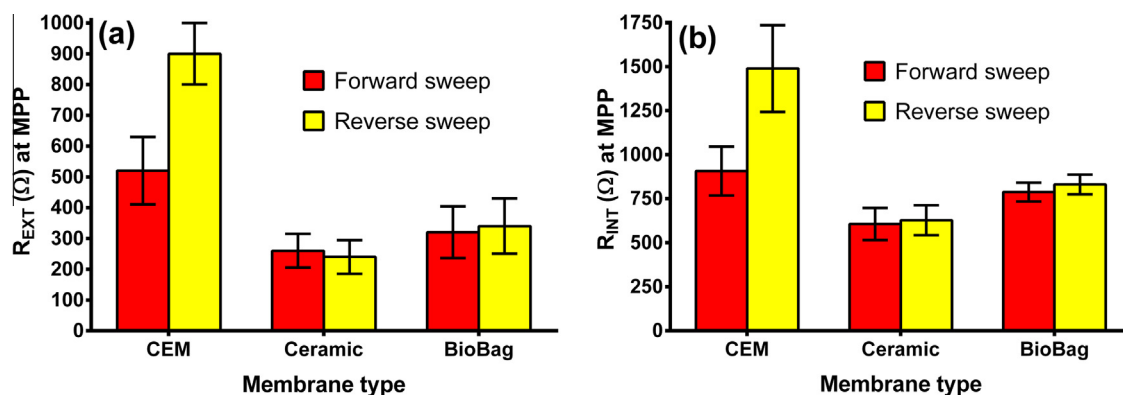 (a)
R_EXT (Ω) at MPP
1000
900
800
700
600
500
400
300
200
100
0
Forward sweep
Reverse sweep
CEM
Ceramic
BioBag
Membrane type
(b)
R_INT (Ω) at MPP
1750
1500
1250
1000
750
500
250
0
Forward sweep
Reverse sweep
CEM
Ceramic
BioBag
Membrane type